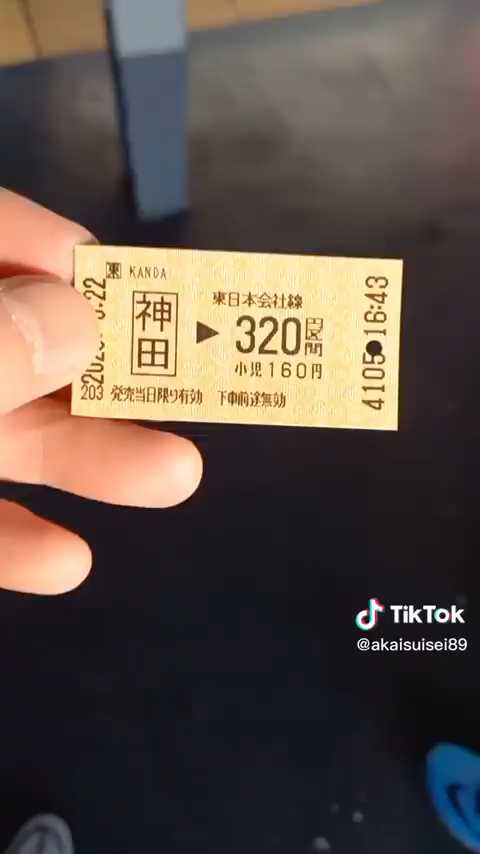 東 KANDA
神田
東日本会社線
▶ 320円区間
小児160円
203 発売当日限り有効 下車前途無効
16:43
TikTok
@akaisuisei89